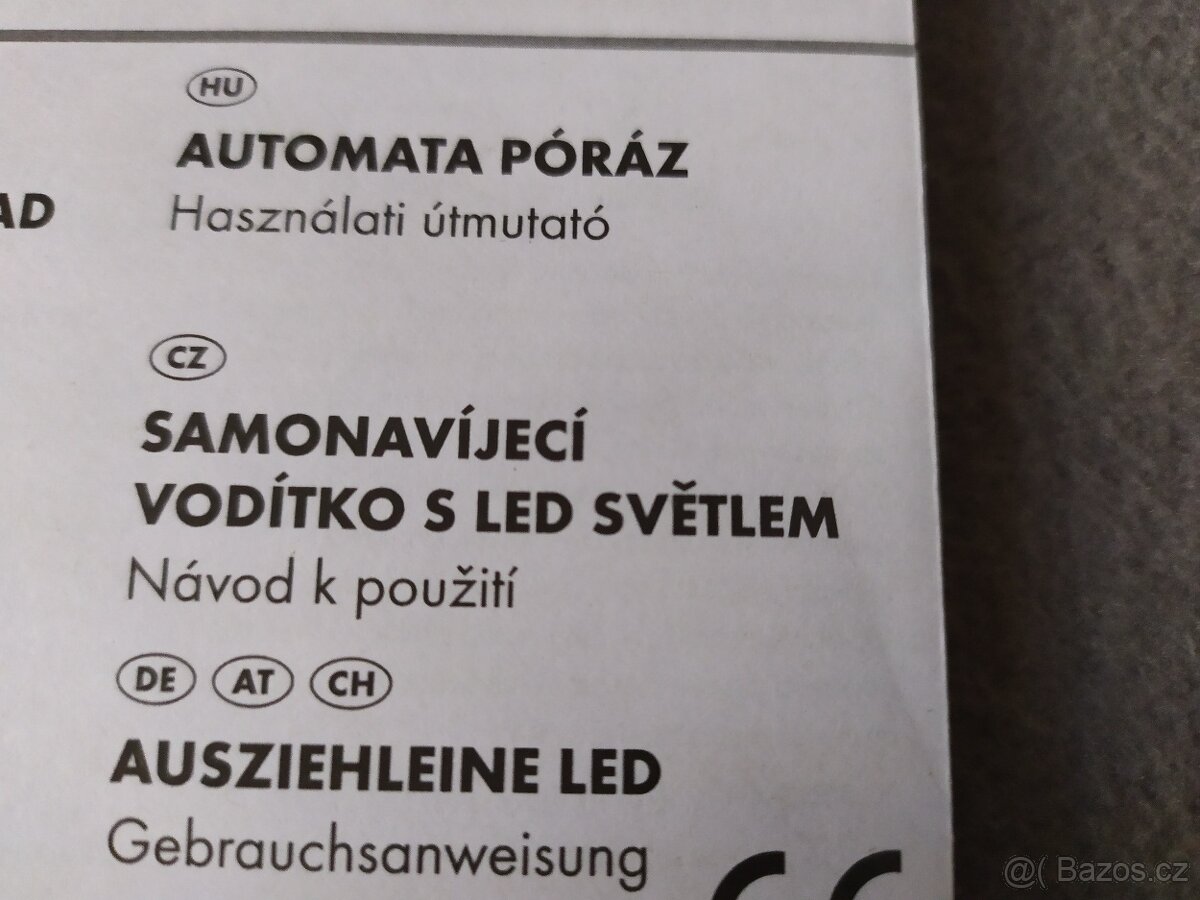 HU
AUTOMATA PÓRÁZ
AD
Használati útmutató
CZ
SAMONAVÍJECÍ
VODÍTKO S LED SVĚTLEM
Návod k použití
DE AT CH
AUSZIEHLEINE LED
Gebrauchsanweisung
CE
@( Bazos.cz